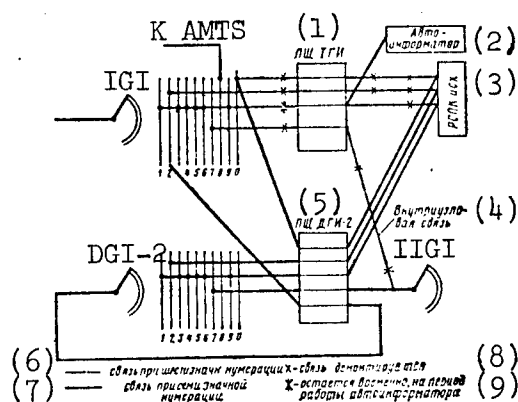 K AMTS
(1)
ПЩ ТГИ
Авто-
информатор
(2)
IGI
(3)
РСЛК исх
1 2 3 4 5 6 7 8 9 0
(5)
ПЩ ДГИ-2
(4)
Внутриузло-
вая связь
DGI-2
IIGI
1 2 3 4 5 6 7 8 9 0
(6) связь при шестизначн нумерации х-связь демонтируется (8)
(7) связь при семизначной нумерации х-остается временно, на период работы автоинформатора (9)